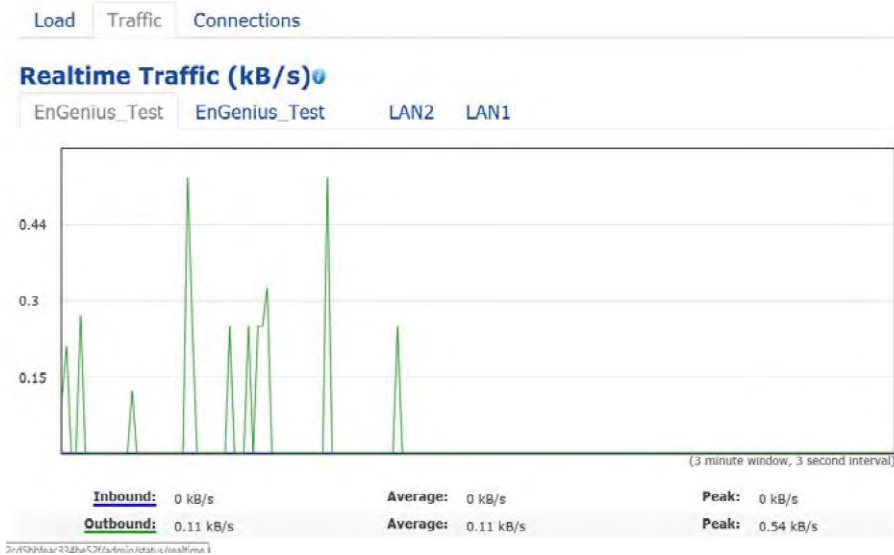 Load Traffic Connections
Realtime Traffic (kB/s)
EnGenius_Test EnGenius_Test LAN2 LAN1
0.44
0.3
0.15
(3 minute window, 3 second interval)
Inbound: 0 kB/s Average: 0 kB/s Peak: 0 kB/s
Outbound: 0.11 kB/s Average: 0.11 kB/s Peak: 0.54 kB/s